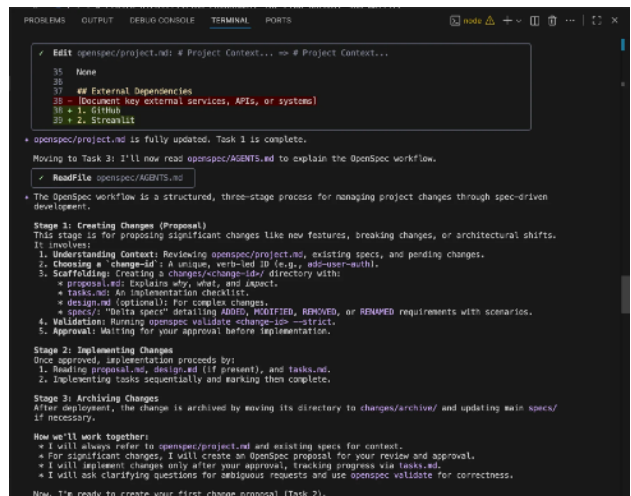 PROBLEMS OUTPUT DEBUG CONSOLE TERMINAL PORTS node
✓ Edit openspec/project.md: # Project Context... => # Project Context...
35 None
36
37 ## External Dependencies
38 - [Document key external services, APIs, or systems]
38 + 1. GitHub
39 + 2. Streamlit
openspec/project.md is fully updated. Task 1 is complete.
Moving to Task 3: I'll now read openspec/AGENTS.md to explain the OpenSpec workflow.
✓ ReadFile openspec/AGENTS.md
The OpenSpec workflow is a structured, three-stage process for managing project changes through spec-driven
development.
Stage 1: Creating Changes (Proposal)
This stage is for proposing significant changes like new features, breaking changes, or architectural shifts.
It involves:
1. Understanding Context: Reviewing openspec/project.md, existing specs, and pending changes.
2. Choosing a `change-id`: A unique, verb-led ID (e.g., add-user-auth).
3. Scaffolding: Creating a changes/<change-id>/ directory with:
* proposal.md: Explains why, what, and impact.
* tasks.md: An implementation checklist.
* design.md (optional): For complex changes.
* specs/: "Delta specs" detailing ADDED, MODIFIED, REMOVED, or RENAMED requirements with scenarios.
4. Validation: Running openspec validate <change-id> --strict.
5. Approval: Waiting for your approval before implementation.
Stage 2: Implementing Changes
Once approved, implementation proceeds by:
1. Reading proposal.md, design.md (if present), and tasks.md.
2. Implementing tasks sequentially and marking them complete.
Stage 3: Archiving Changes
After deployment, the change is archived by moving its directory to changes/archive/ and updating main specs/
if necessary.
How we'll work together:
* I will always refer to openspec/project.md and existing specs for context.
* For significant changes, I will create an OpenSpec proposal for your review and approval.
* I will implement changes only after your approval, tracking progress via tasks.md.
* I will ask clarifying questions for ambiguous requests and use openspec validate for correctness.
Now, I'm ready to create your first change proposal (Task 2).